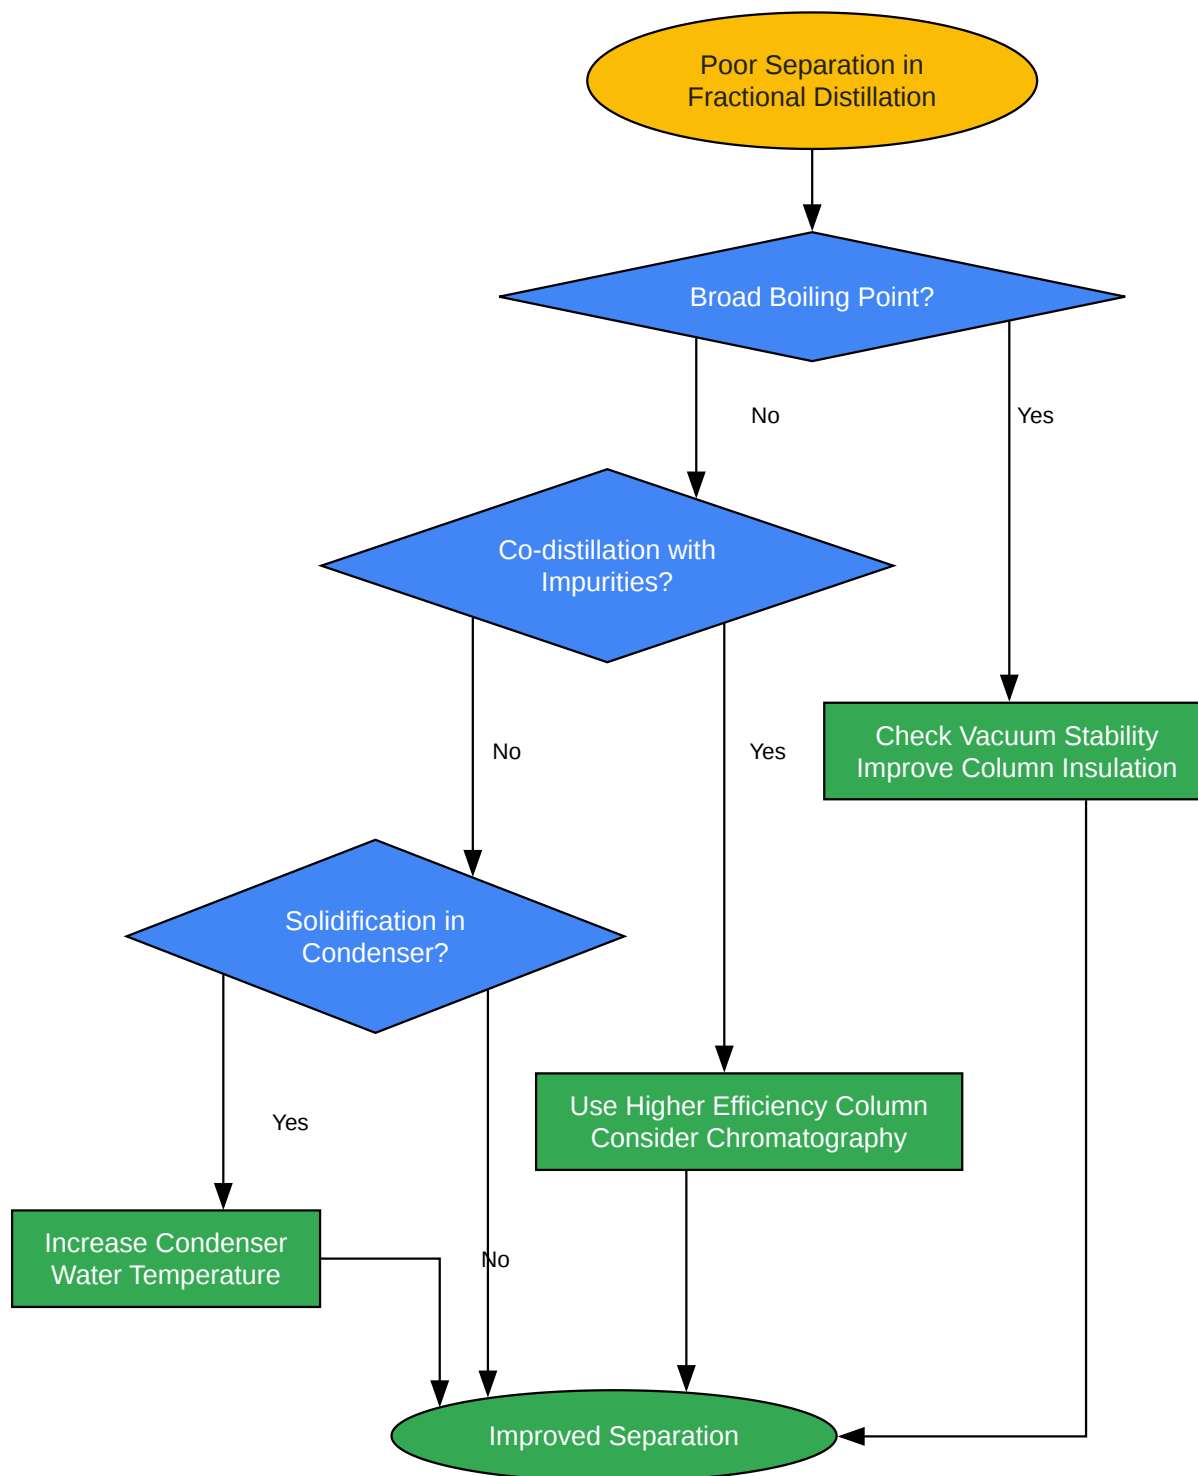 Poor Separation in
Fractional Distillation
Broad Boiling Point?
No
Yes
Co-distillation with
Impurities?
No
Yes
Check Vacuum Stability
Improve Column Insulation
Solidification in
Condenser?
Yes
No
Use Higher Efficiency Column
Consider Chromatography
Increase Condenser
Water Temperature
Improved Separation